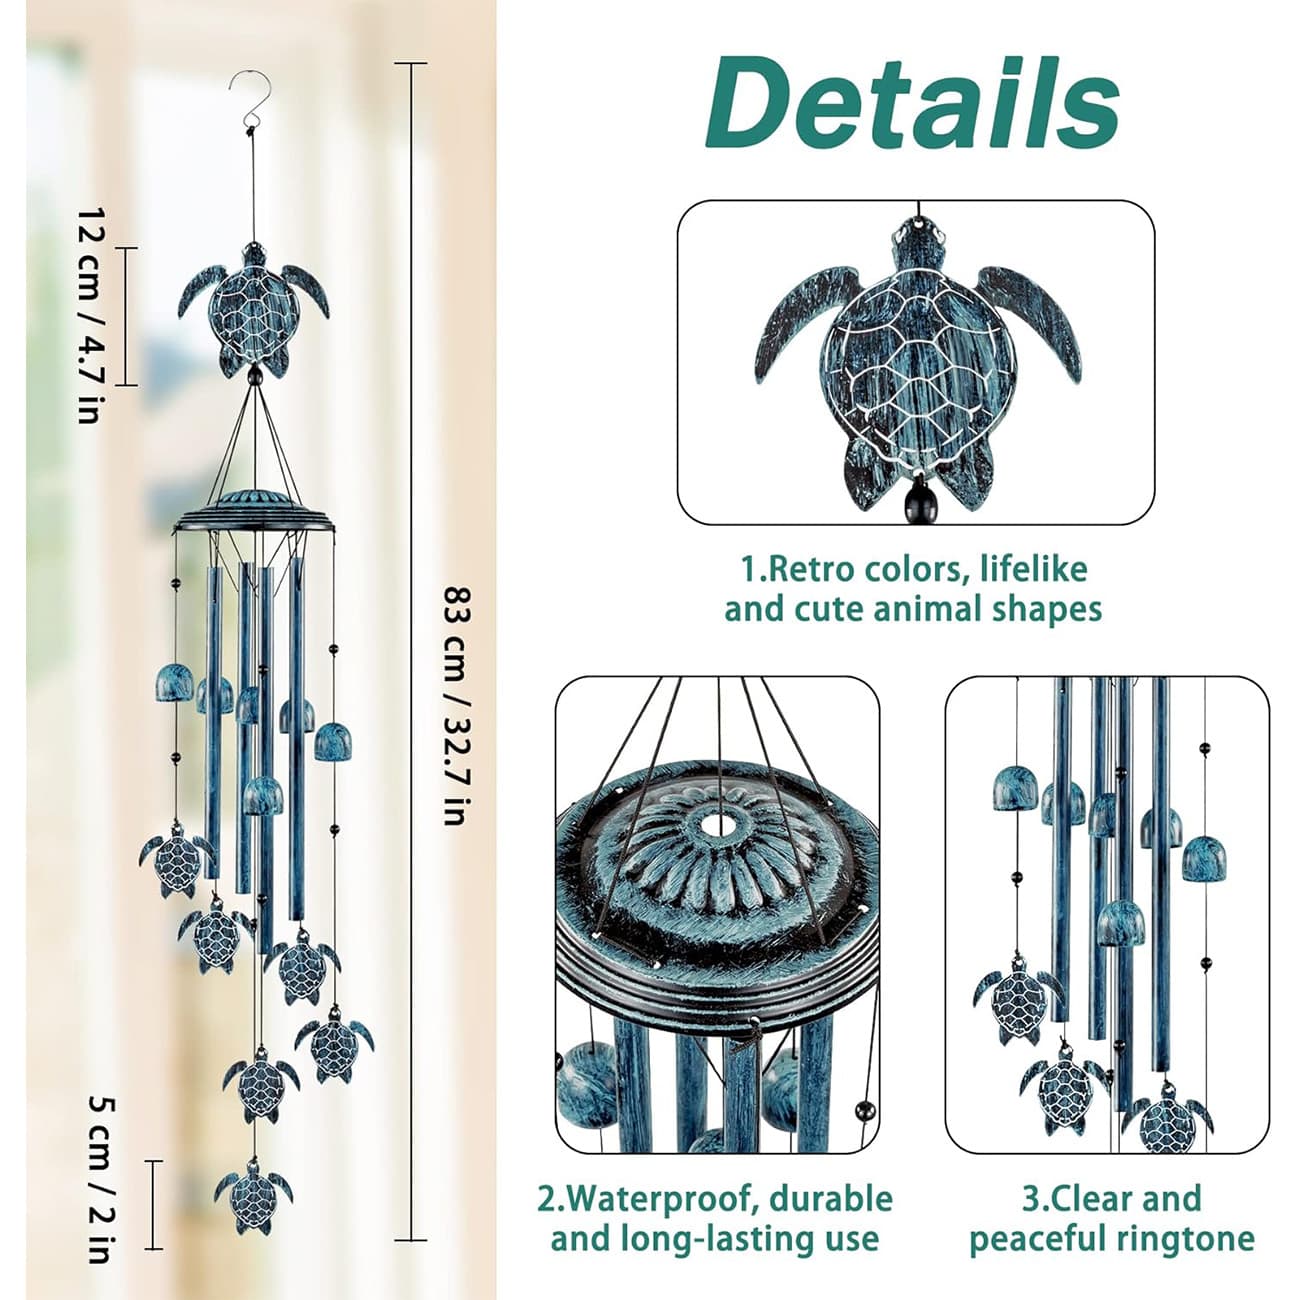 Details
12 cm / 4.7 in
83 cm / 32.7 in
5 cm / 2 in
1.Retro colors, lifelike
and cute animal shapes
2.Waterproof, durable
and long-lasting use
3.Clear and
peaceful ringtone